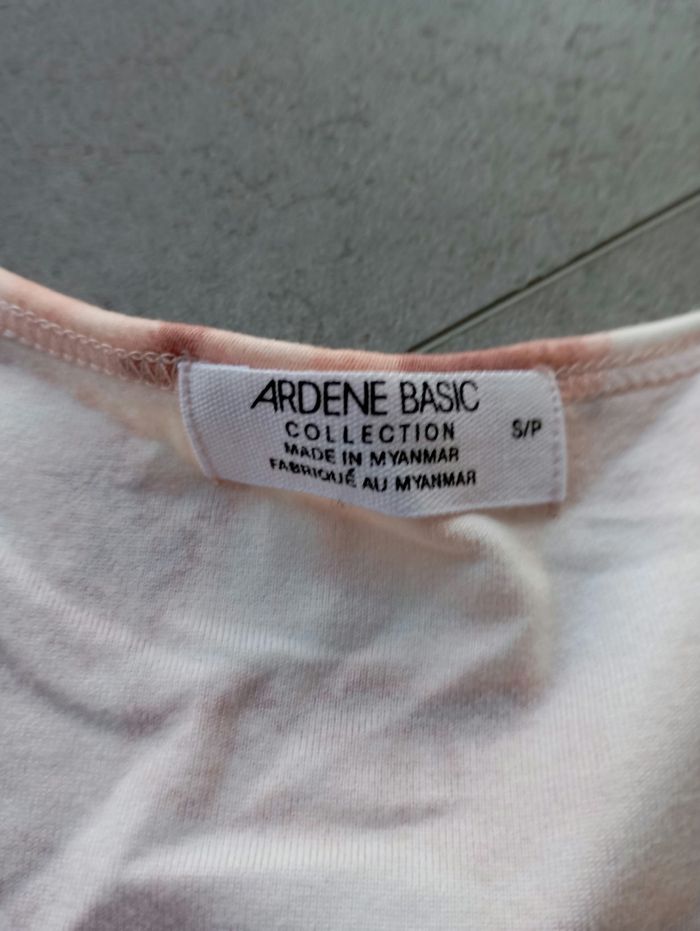 ARDENE BASIC
COLLECTION
S/P
MADE IN MYANMAR
FABRIQUÉ AU MYANMAR